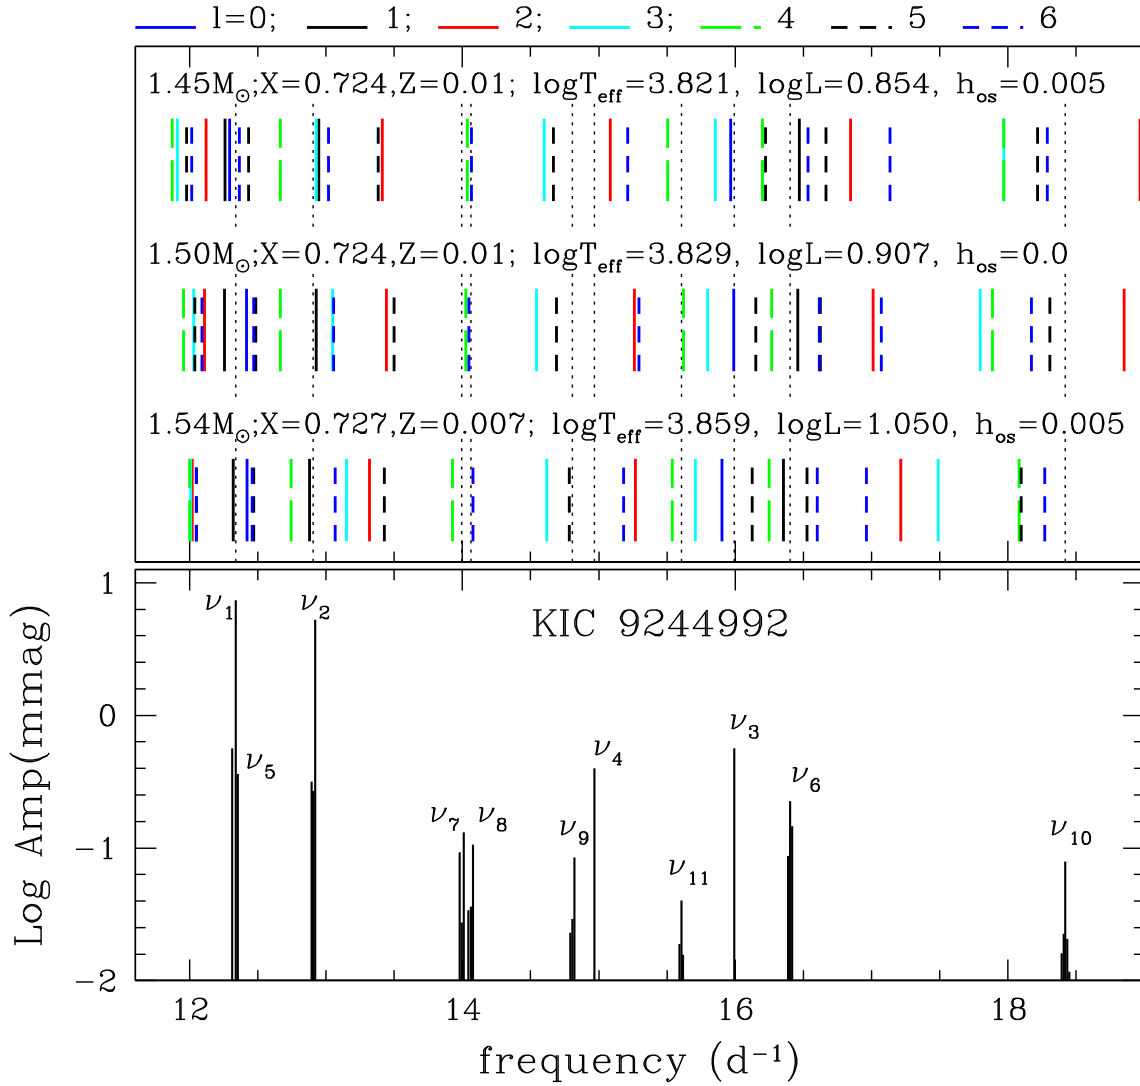 l=0; 1; 2; 3; 4 5 6
1.45M☉;X=0.724,Z=0.01; logTeff=3.821, logL=0.854, hos=0.005
1.50M☉;X=0.724,Z=0.01; logTeff=3.829, logL=0.907, hos=0.0
1.54M☉;X=0.727,Z=0.007; logTeff=3.859, logL=1.050, hos=0.005
KIC 9244992
ν1
ν2
ν3
ν4
ν5
ν6
ν7
ν8
ν9
ν10
ν11
Log Amp(mmag)
1
0
-1
-2
12 14 16 18
frequency (d⁻¹)